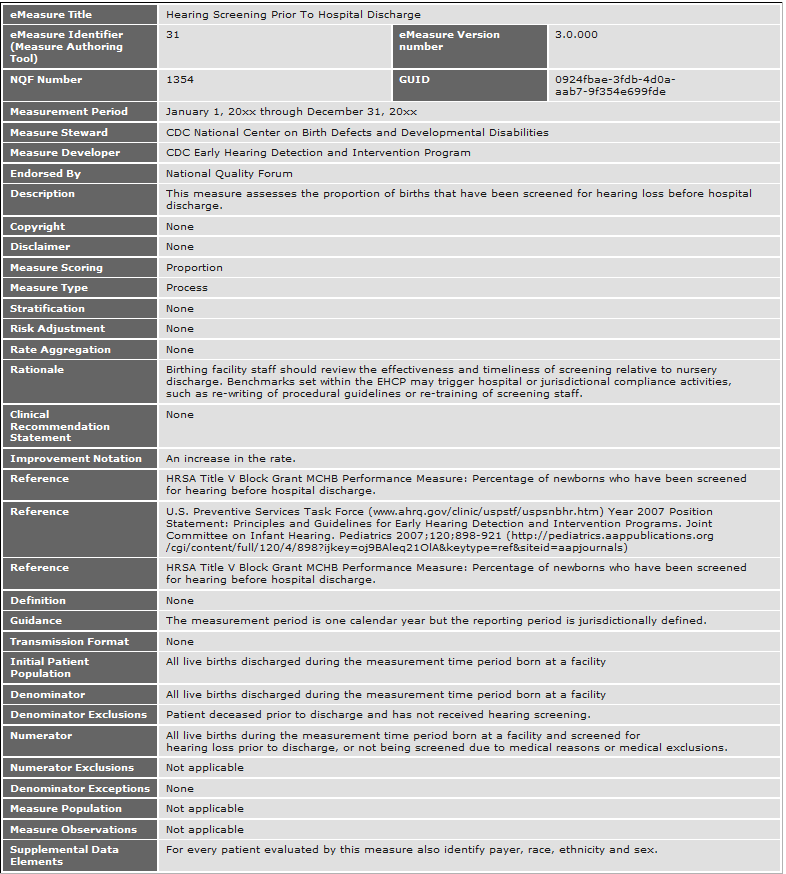 eMeasure Title Hearing Screening Prior To Hospital Discharge
eMeasure Identifier
(Measure Authoring
Tool)
31
eMeasure Version
number
3.0.000
NQF Number 1354
GUID
0924fbae-3fdb-4d0a-
aab7-9f354e699fde
Measurement Period January 1, 20xx through December 31, 20xx
Measure Steward CDC National Center on Birth Defects and Developmental Disabilities
Measure Developer CDC Early Hearing Detection and Intervention Program
Endorsed By National Quality Forum
Description
This measure assesses the proportion of births that have been screened for hearing loss before hospital
discharge.
Copyright None
Disclaimer None
Measure Scoring Proportion
Measure Type Process
Stratification None
Risk Adjustment None
Rate Aggregation None
Rationale
Birthing facility staff should review the effectiveness and timeliness of screening relative to nursery
discharge. Benchmarks set within the EHCP may trigger hospital or jurisdictional compliance activities,
such as re-writing of procedural guidelines or re-training of screening staff.
Clinical
Recommendation
Statement
None
Improvement Notation An increase in the rate.
Reference
HRSA Title V Block Grant MCHB Performance Measure: Percentage of newborns who have been screened
for hearing before hospital discharge.
Reference
U.S. Preventive Services Task Force (www.ahrq.gov/clinic/uspstf/uspsnbhr.htm) Year 2007 Position
Statement: Principles and Guidelines for Early Hearing Detection and Intervention Programs. Joint
Committee on Infant Hearing. Pediatrics 2007;120;898-921 (http://pediatrics.aappublications.org
/cgi/content/full/120/4/898?ijkey=oj9BAleq21OlA&keytype=ref&siteid=aapjournals)
Reference
HRSA Title V Block Grant MCHB Performance Measure: Percentage of newborns who have been screened
for hearing before hospital discharge.
Definition None
Guidance The measurement period is one calendar year but the reporting period is jurisdictionally defined.
Transmission Format None
Initial Patient
Population
All live births discharged during the measurement time period born at a facility
Denominator All live births discharged during the measurement time period born at a facility
Denominator Exclusions Patient deceased prior to discharge and has not received hearing screening.
Numerator
All live births during the measurement time period born at a facility and screened for
hearing loss prior to discharge, or not being screened due to medical reasons or medical exclusions.
Numerator Exclusions Not applicable
Denominator Exceptions None
Measure Population Not applicable
Measure Observations Not applicable
Supplemental Data
Elements
For every patient evaluated by this measure also identify payer, race, ethnicity and sex.